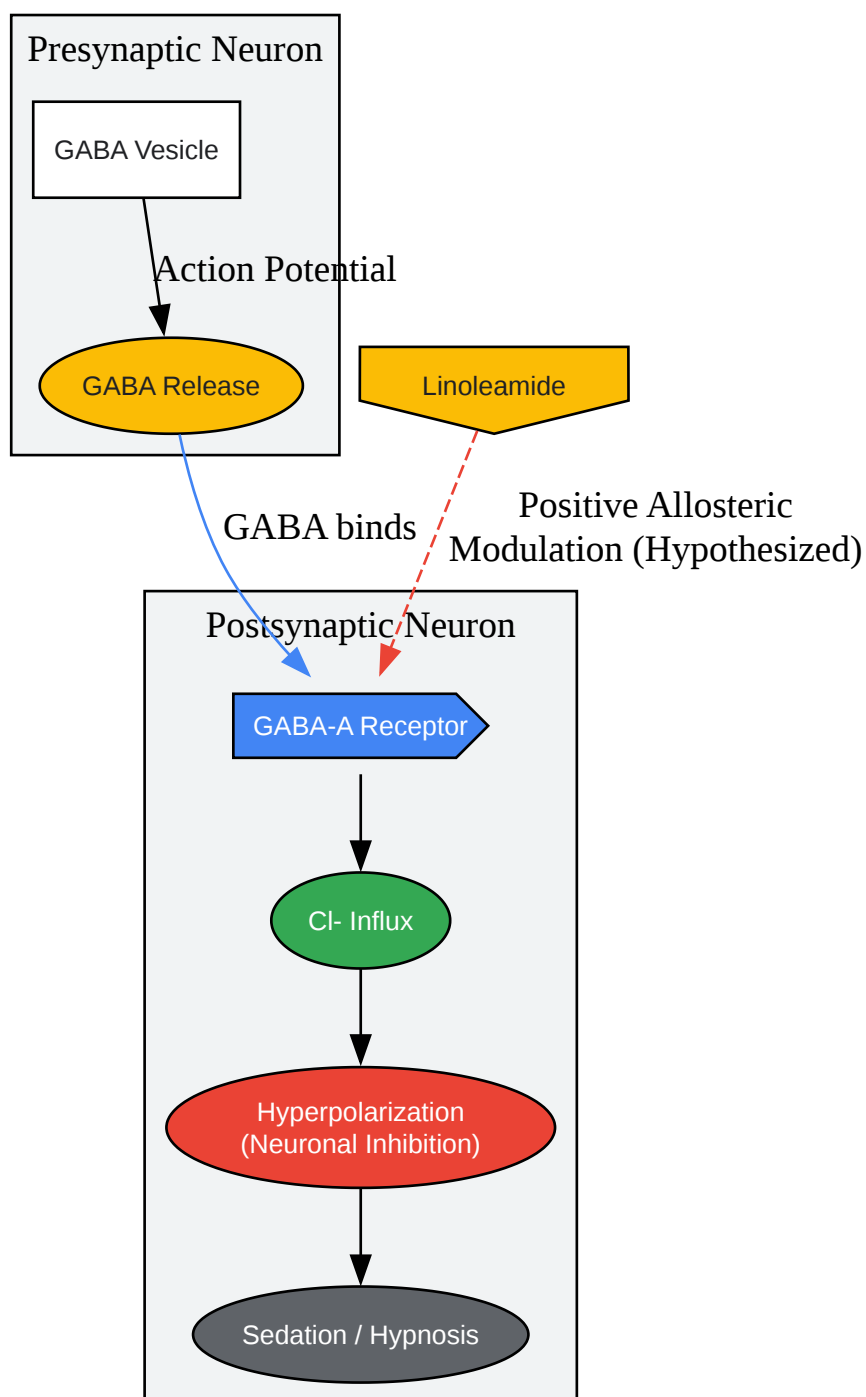 Presynaptic Neuron
GABA Vesicle
Action Potential
GABA Release
Linoleamide
GABA binds
Positive Allosteric
Modulation (Hypothesized)
Postsynaptic Neuron
GABA-A Receptor
Cl- Influx
Hyperpolarization
(Neuronal Inhibition)
Sedation / Hypnosis